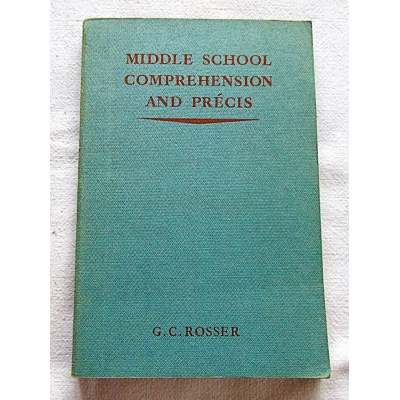 MIDDLE SCHOOL
COMPREHENSION
AND PRÉCIS
G. C. ROSSER